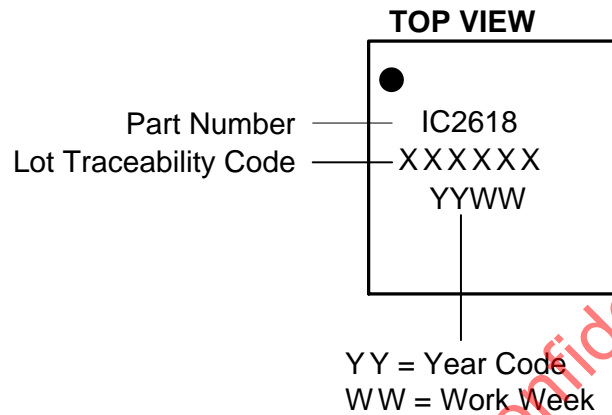 TOP VIEW
IC2618
Part Number
Lot Traceability Code
XXXXXX
YYWW
YY = Year Code
WW = Work Week